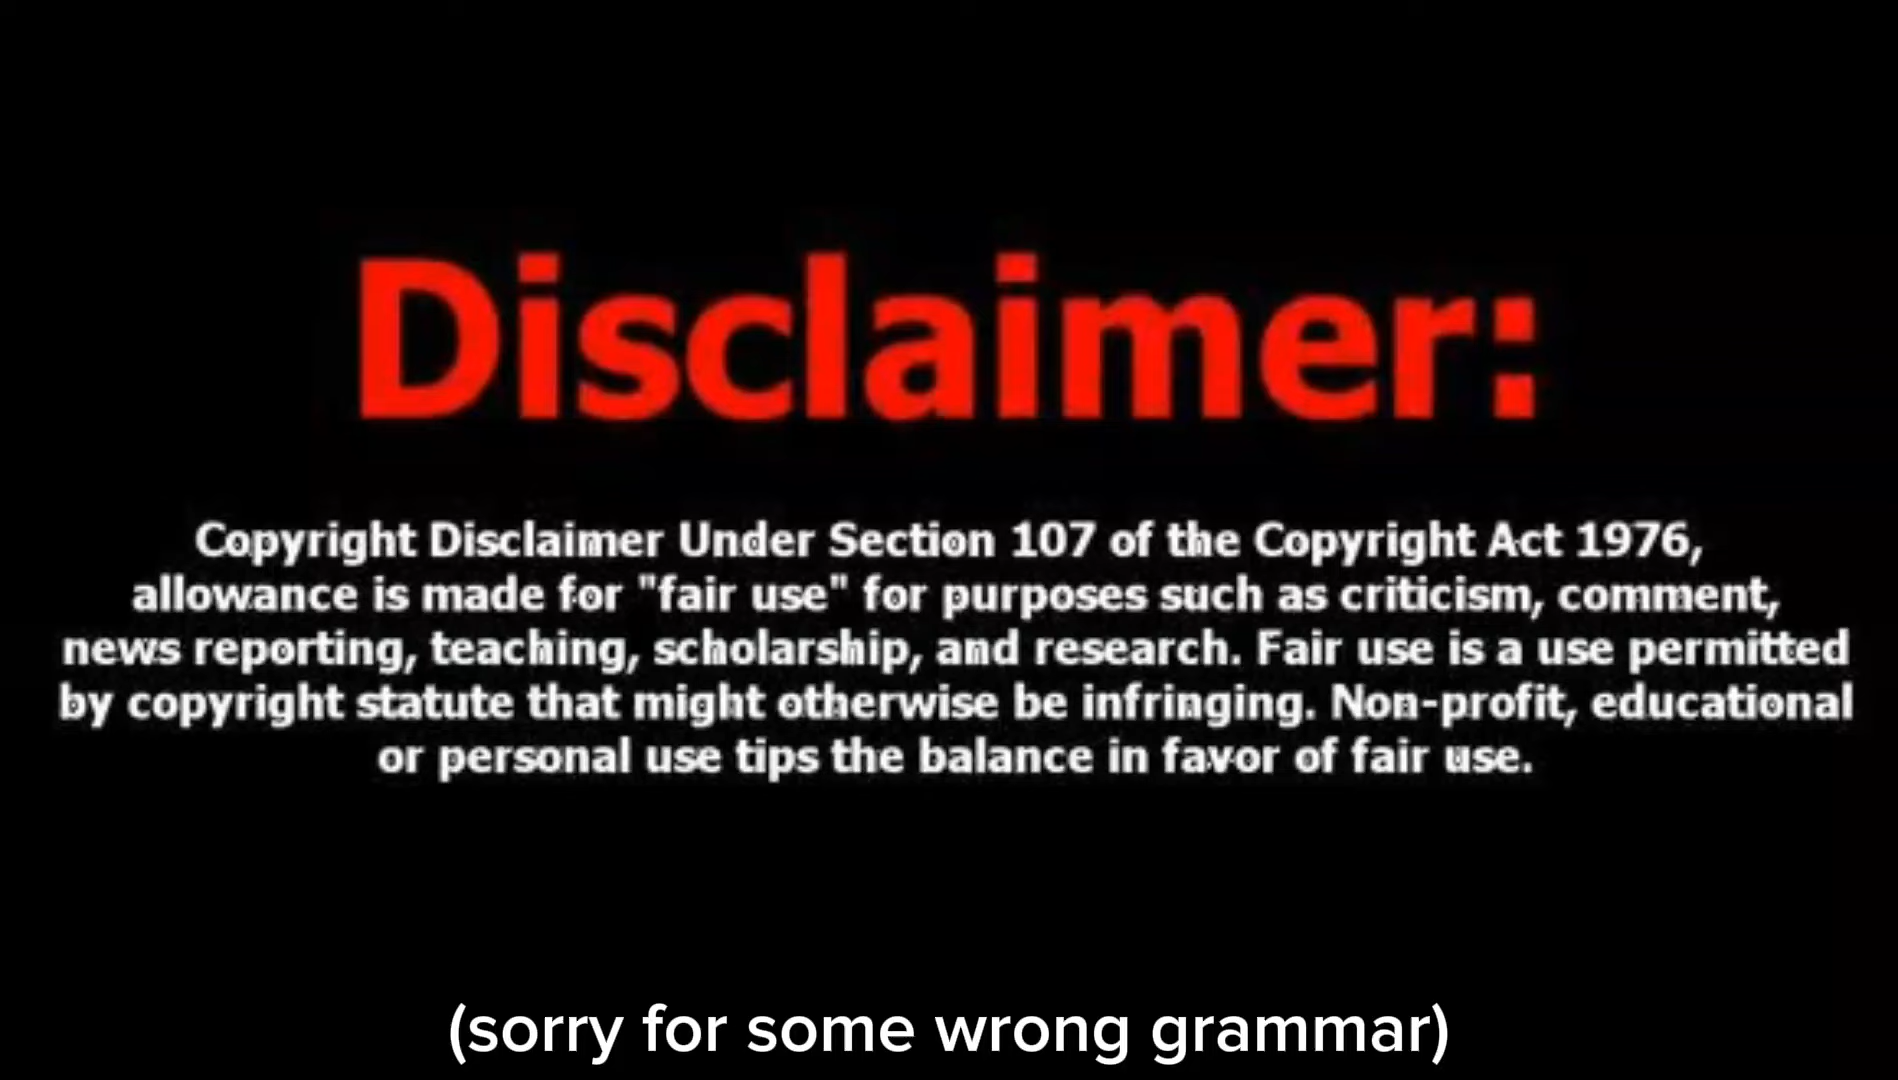 Disclaimer:
Copyright Disclaimer Under Section 107 of the Copyright Act 1976,
allowance is made for "fair use" for purposes such as criticism, comment,
news reporting, teaching, scholarship, and research. Fair use is a use permitted
by copyright statute that might otherwise be infringing. Non-profit, educational
or personal use tips the balance in favor of fair use.
(sorry for some wrong grammar)